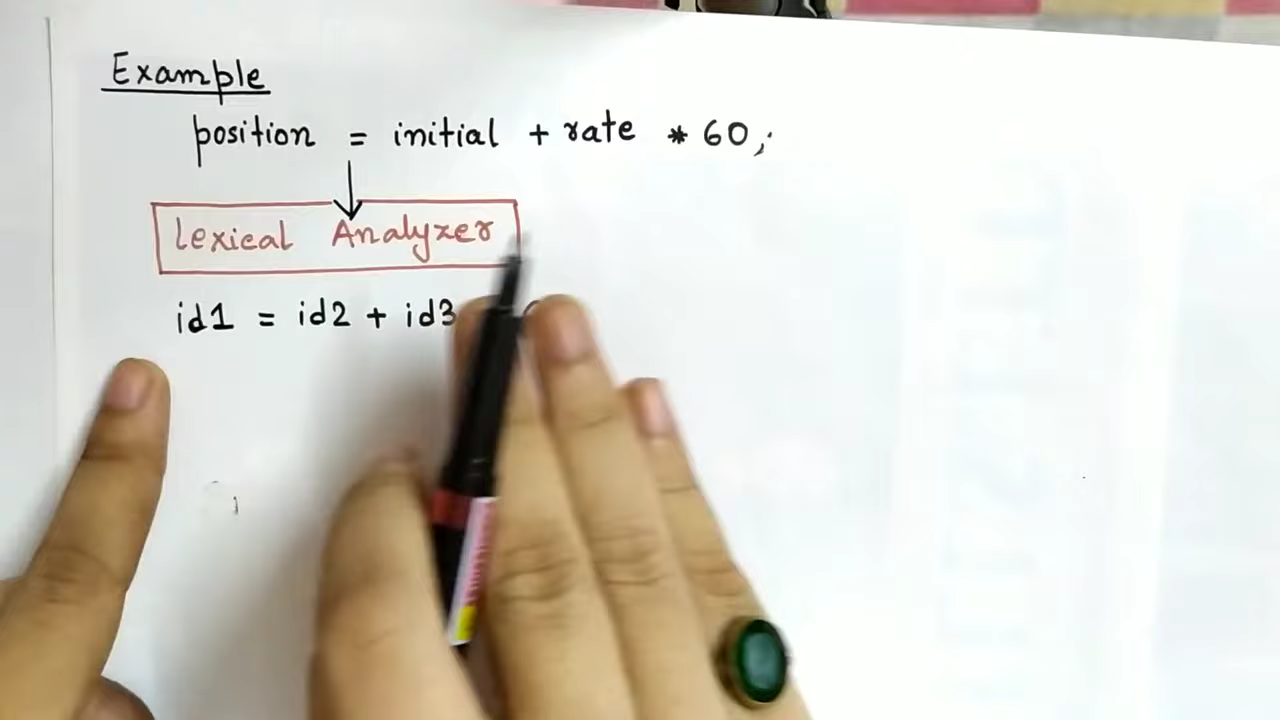 Example
position = initial + rate * 60;
Lexical Analyzer
id1 = id2 + id3